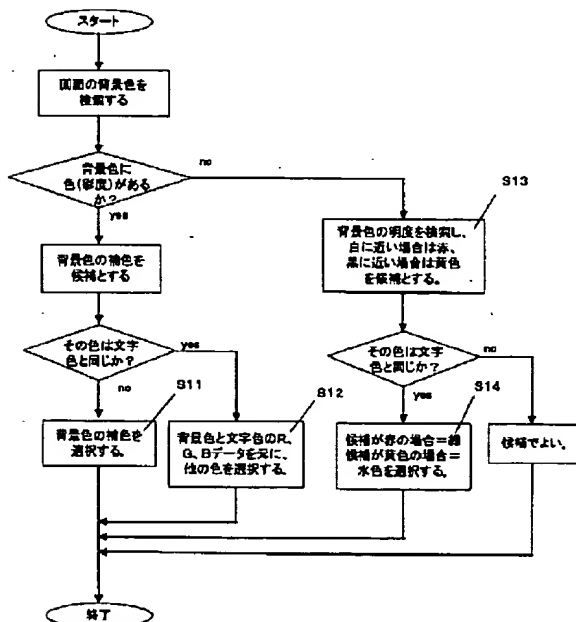 スタート
画面の背景色を
検索する
背景色に
色(彩度)がある
か?
no
yes
S13
背景色の明度を検索し、
白に近い場合は赤、
黒に近い場合は黄色
を候補とする。
背景色の補色を
候補とする
その色は文字
色と同じか?
yes
no
その色は文字
色と同じか?
no
yes
S11
背景色の補色を
選択する。
S12
背景色と文字色のR、
G、Bデータを元に、
他の色を選択する。
S14
候補が赤の場合=緑
候補が黄色の場合=
水色を選択する。
候補でよい。
終了